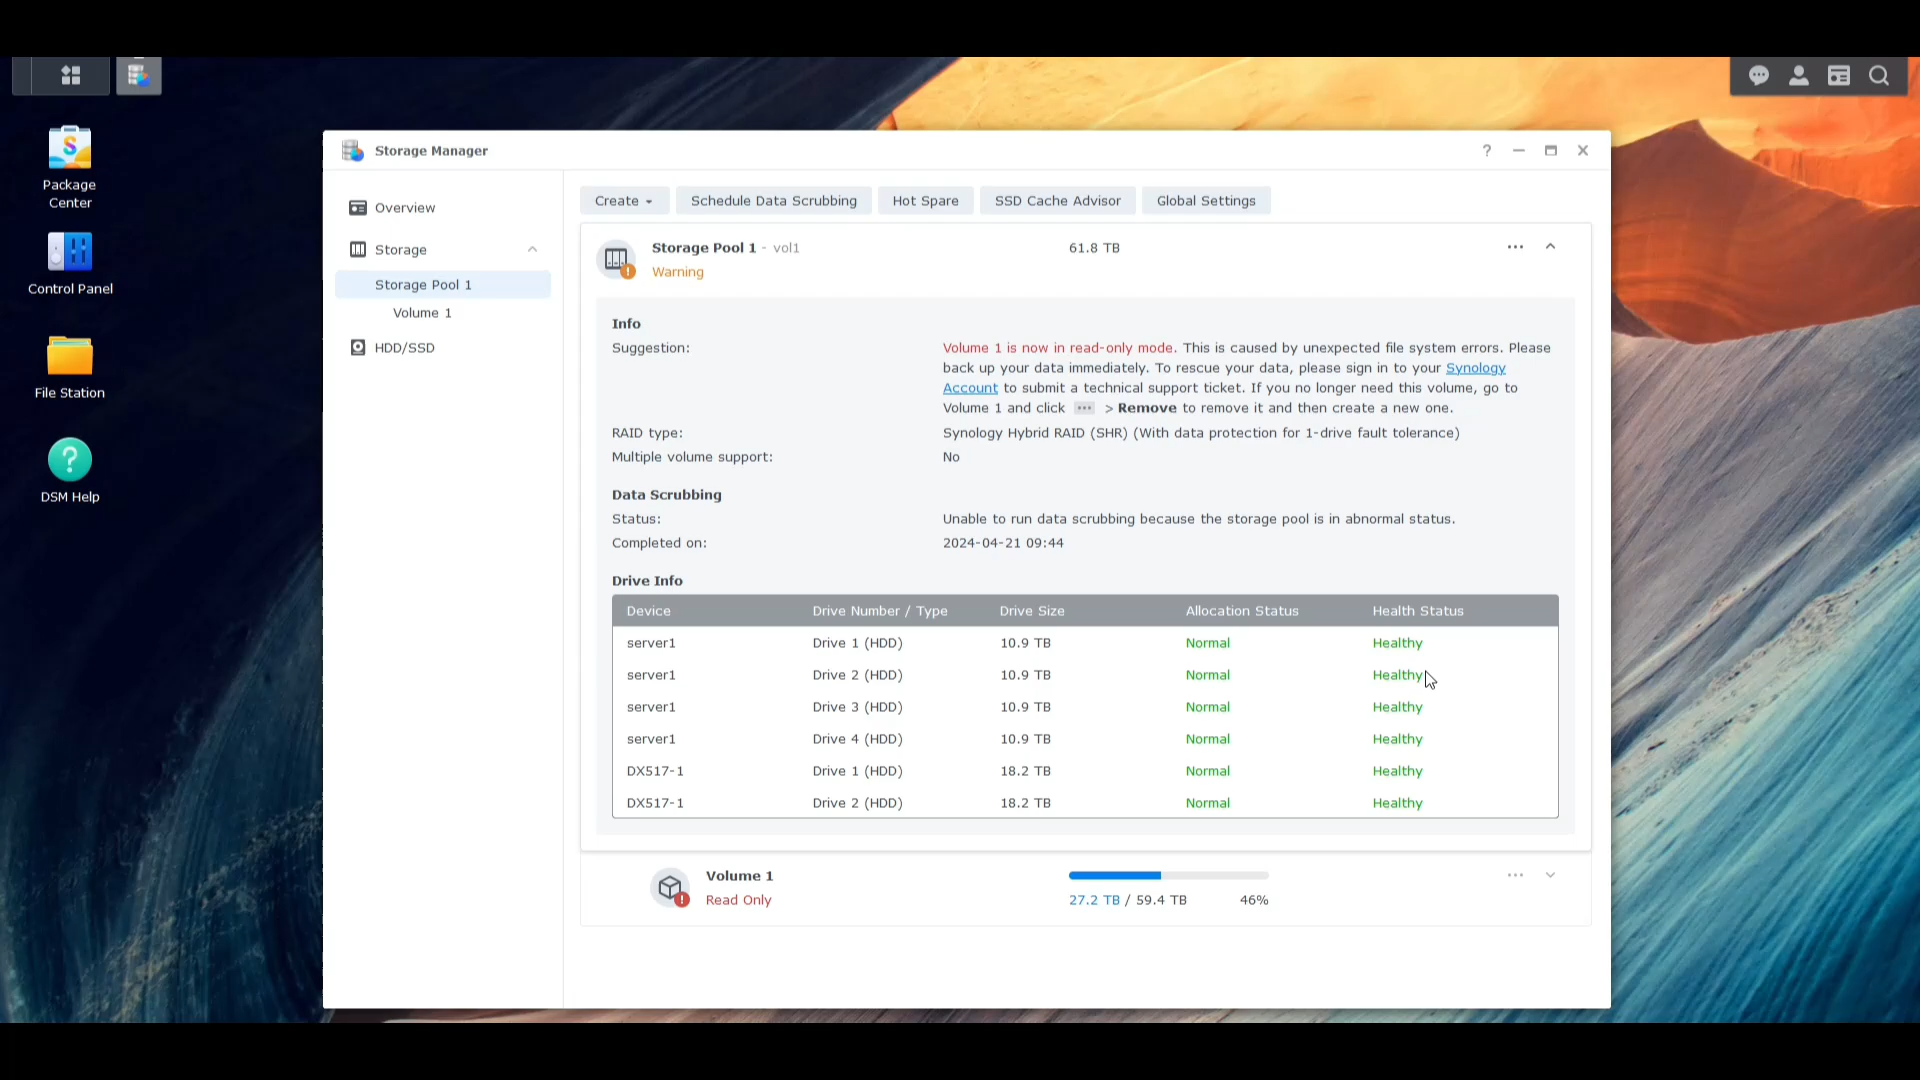 Package
Center
Control Panel
File Station
DSM Help
Storage Manager
Overview
Storage
Storage Pool 1
Volume 1
HDD/SSD
Create
Schedule Data Scrubbing
Hot Spare
SSD Cache Advisor
Global Settings
Storage Pool 1 - vol1 61.8 TB
Warning
Info
Suggestion: Volume 1 is now in read-only mode. This is caused by unexpected file system errors. Please
back up your data immediately. To rescue your data, please sign in to your Synology
Account to submit a technical support ticket. If you no longer need this volume, go to
Volume 1 and click ··· > Remove to remove it and then create a new one.
RAID type: Synology Hybrid RAID (SHR) (With data protection for 1-drive fault tolerance)
Multiple volume support: No
Data Scrubbing
Status: Unable to run data scrubbing because the storage pool is in abnormal status.
Completed on: 2024-04-21 09:44
Drive Info
Device Drive Number / Type Drive Size Allocation Status Health Status
server1 Drive 1 (HDD) 10.9 TB Normal Healthy
server1 Drive 2 (HDD) 10.9 TB Normal Healthy
server1 Drive 3 (HDD) 10.9 TB Normal Healthy
server1 Drive 4 (HDD) 10.9 TB Normal Healthy
DX517-1 Drive 1 (HDD) 18.2 TB Normal Healthy
DX517-1 Drive 2 (HDD) 18.2 TB Normal Healthy
Volume 1
Read Only 27.2 TB / 59.4 TB 46%